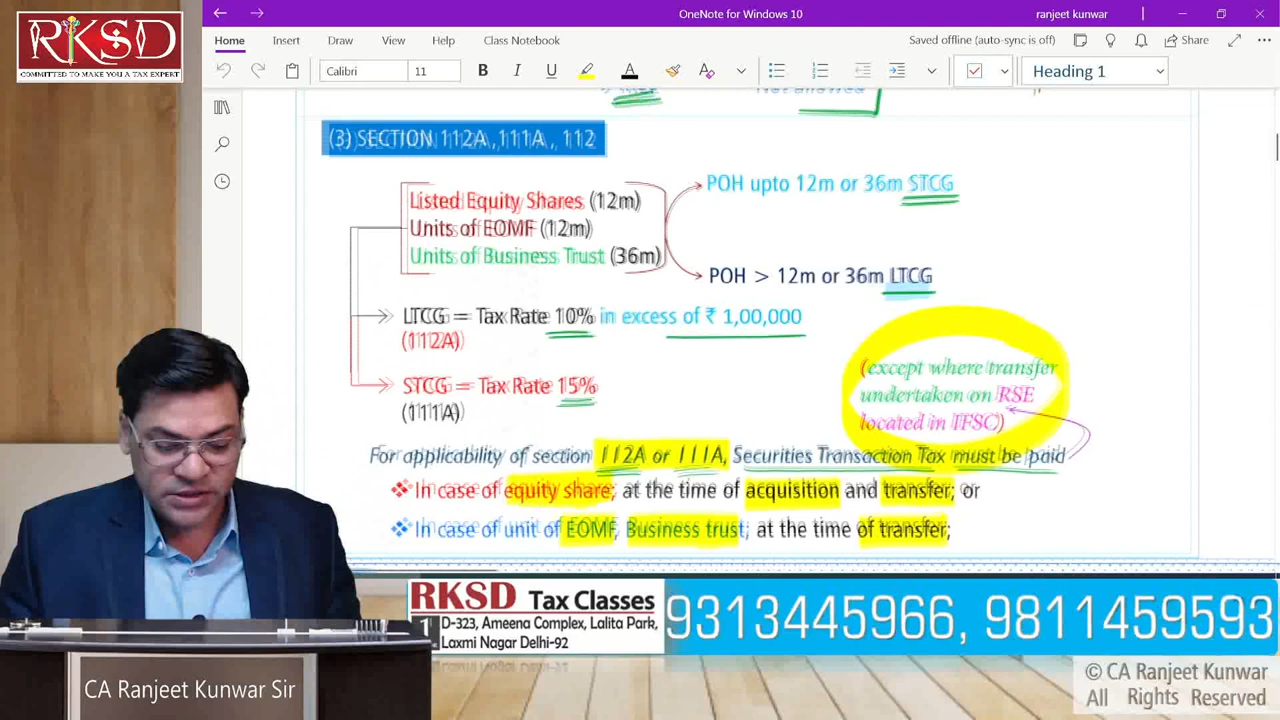 RKSD
COMMITTED TO MAKE YOU A TAX EXPERT
OneNote for Windows 10
ranjeet kunwar
Home Insert Draw View Help Class Notebook
Saved offline (auto-sync is off)
Share
Calibri 11 B I U A A Heading 1
Not answered
(3) SECTION 112A ,111A , 112
Listed Equity Shares (12m)
Units of EOMF (12m)
Units of Business Trust (36m)
POH upto 12m or 36m STCG
POH > 12m or 36m LTCG
LTCG = Tax Rate 10% in excess of ₹ 1,00,000
(112A)
STCG = Tax Rate 15%
(111A)
(except where transfer
undertaken on RSE
located in IFSC)
For applicability of section 112A or 111A, Securities Transaction Tax must be paid
In case of equity share; at the time of acquisition and transfer; or
In case of unit of EOMF, Business trust; at the time of transfer;
RKSD Tax Classes
D-323, Ameena Complex, Lalita Park,
Laxmi Nagar Delhi-92
9313445966, 9811459593
CA Ranjeet Kunwar Sir
© CA Ranjeet Kunwar
All Rights Reserved